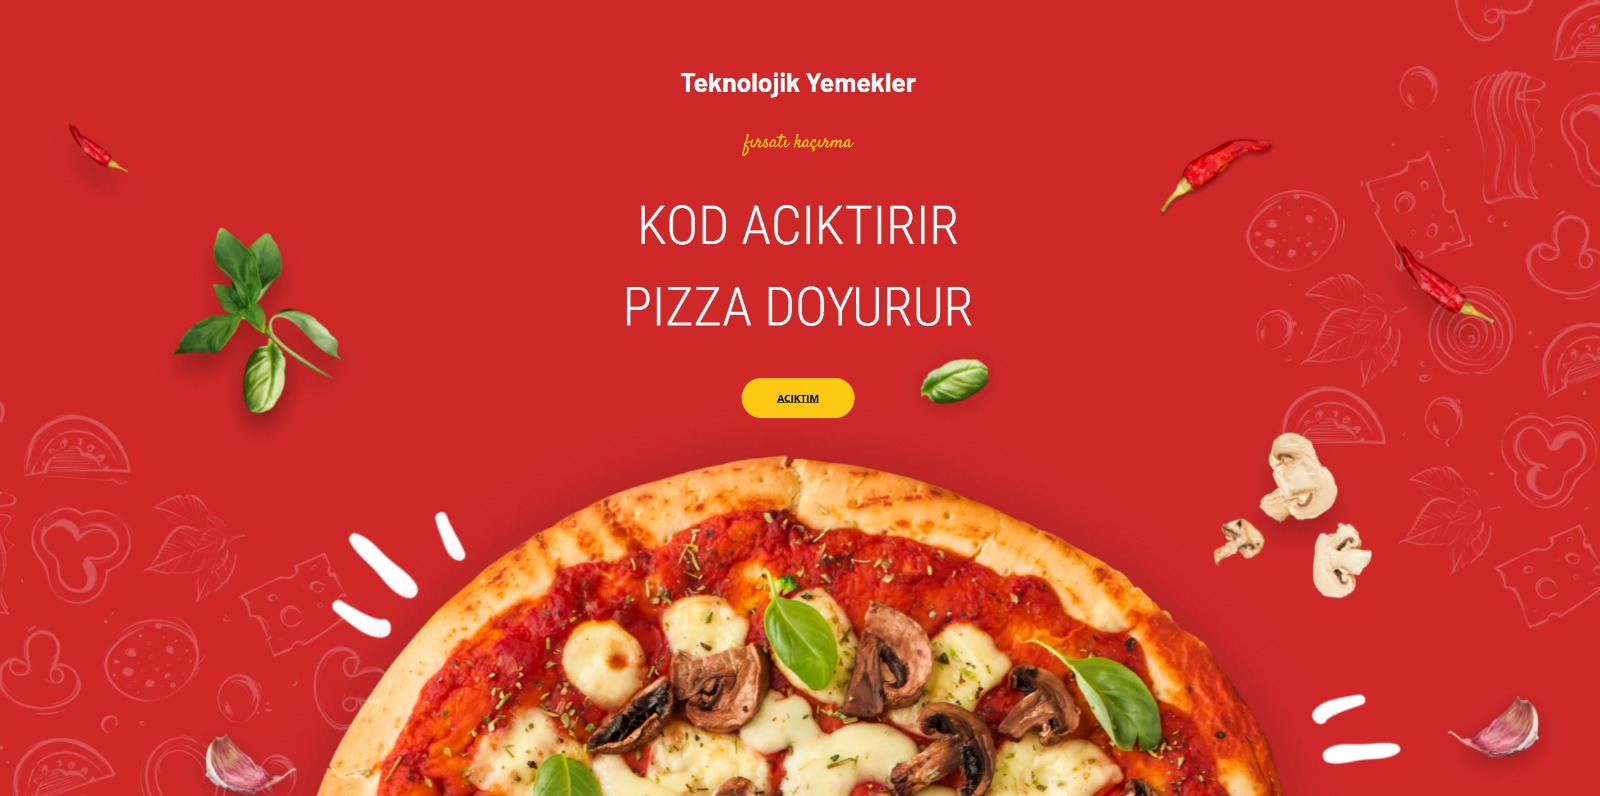 Teknolojik Yemekler
fırsatı kaçırma
KOD ACIKTIRIR
PIZZA DOYURUR
ACIKTIM